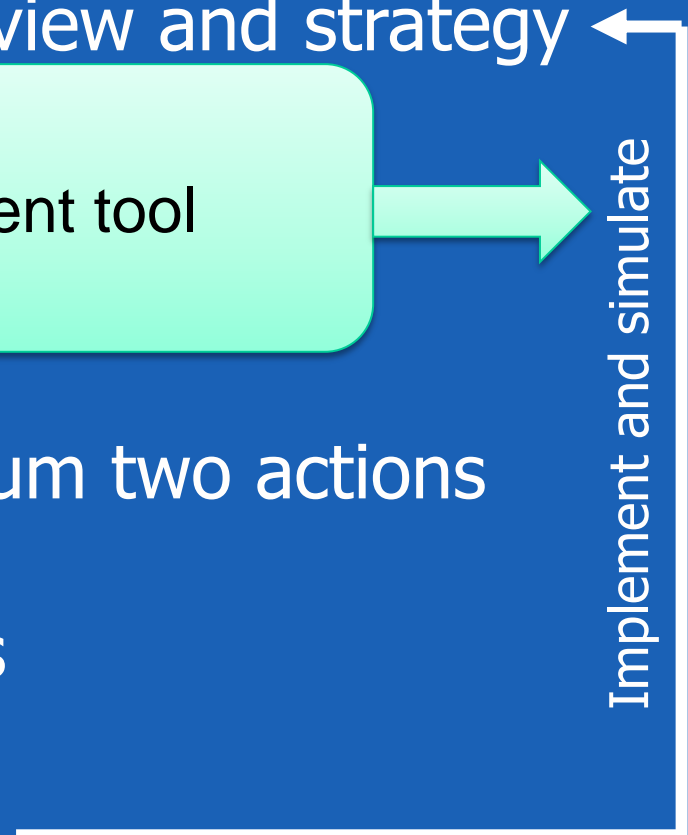 view and strategy
ent tool
um two actions
s
Implement and simulate